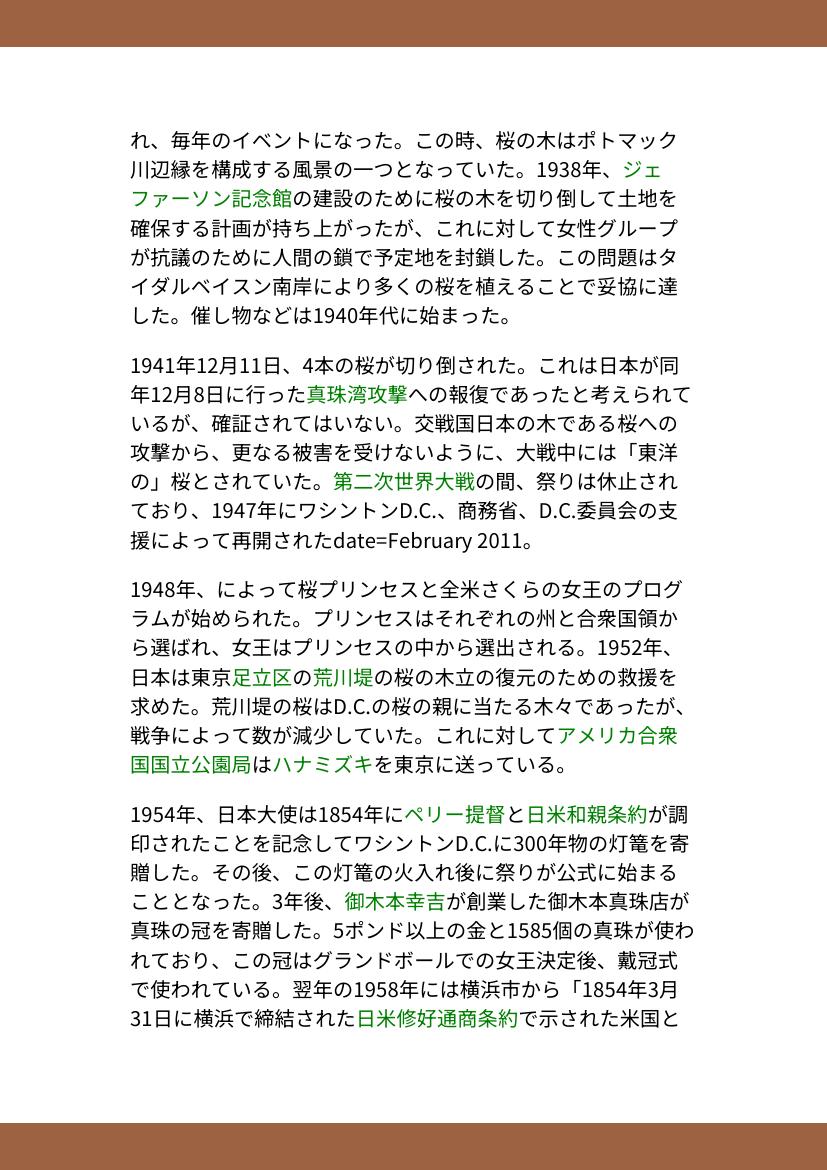 れ、毎年のイベントになった。この時、桜の木はポトマック
川辺縁を構成する風景の一つとなっていた。1938年、ジェ
ファーソン記念館の建設のために桜の木を切り倒して土地を
確保する計画が持ち上がったが、これに対して女性グループ
が抗議のために人間の鎖で予定地を封鎖した。この問題はタ
イダルベイスン南岸により多くの桜を植えることで妥協に達
した。催し物などは1940年代に始まった。
1941年12月11日、4本の桜が切り倒された。これは日本が同
年12月8日に行った真珠湾攻撃への報復であったと考えられて
いるが、確証されてはいない。交戦国日本の木である桜への
攻撃から、更なる被害を受けないように、大戦中には「東洋
の」桜とされていた。第二次世界大戦の間、祭りは休止され
ており、1947年にワシントンD.C.、商務省、D.C.委員会の支
援によって再開されたdate=February 2011。
1948年、によって桜プリンセスと全米さくらの女王のプログ
ラムが始められた。プリンセスはそれぞれの州と合衆国領か
ら選ばれ、女王はプリンセスの中から選出される。1952年、
日本は東京足立区の荒川堤の桜の木立の復元のための救援を
求めた。荒川堤の桜はD.C.の桜の親に当たる木々であったが、
戦争によって数が減少していた。これに対してアメリカ合衆
国国立公園局はハナミズキを東京に送っている。
1954年、日本大使は1854年にペリー提督と日米和親条約が調
印されたことを記念してワシントンD.C.に300年物の灯篭を寄
贈した。その後、この灯篭の火入れ後に祭りが公式に始まる
こととなった。3年後、御木本幸吉が創業した御木本真珠店が
真珠の冠を寄贈した。5ポンド以上の金と1585個の真珠が使わ
れており、この冠はグランドボールでの女王決定後、戴冠式
で使われている。翌年の1958年には横浜市から「1854年3月
31日に横浜で締結された日米修好通商条約で示された米国と